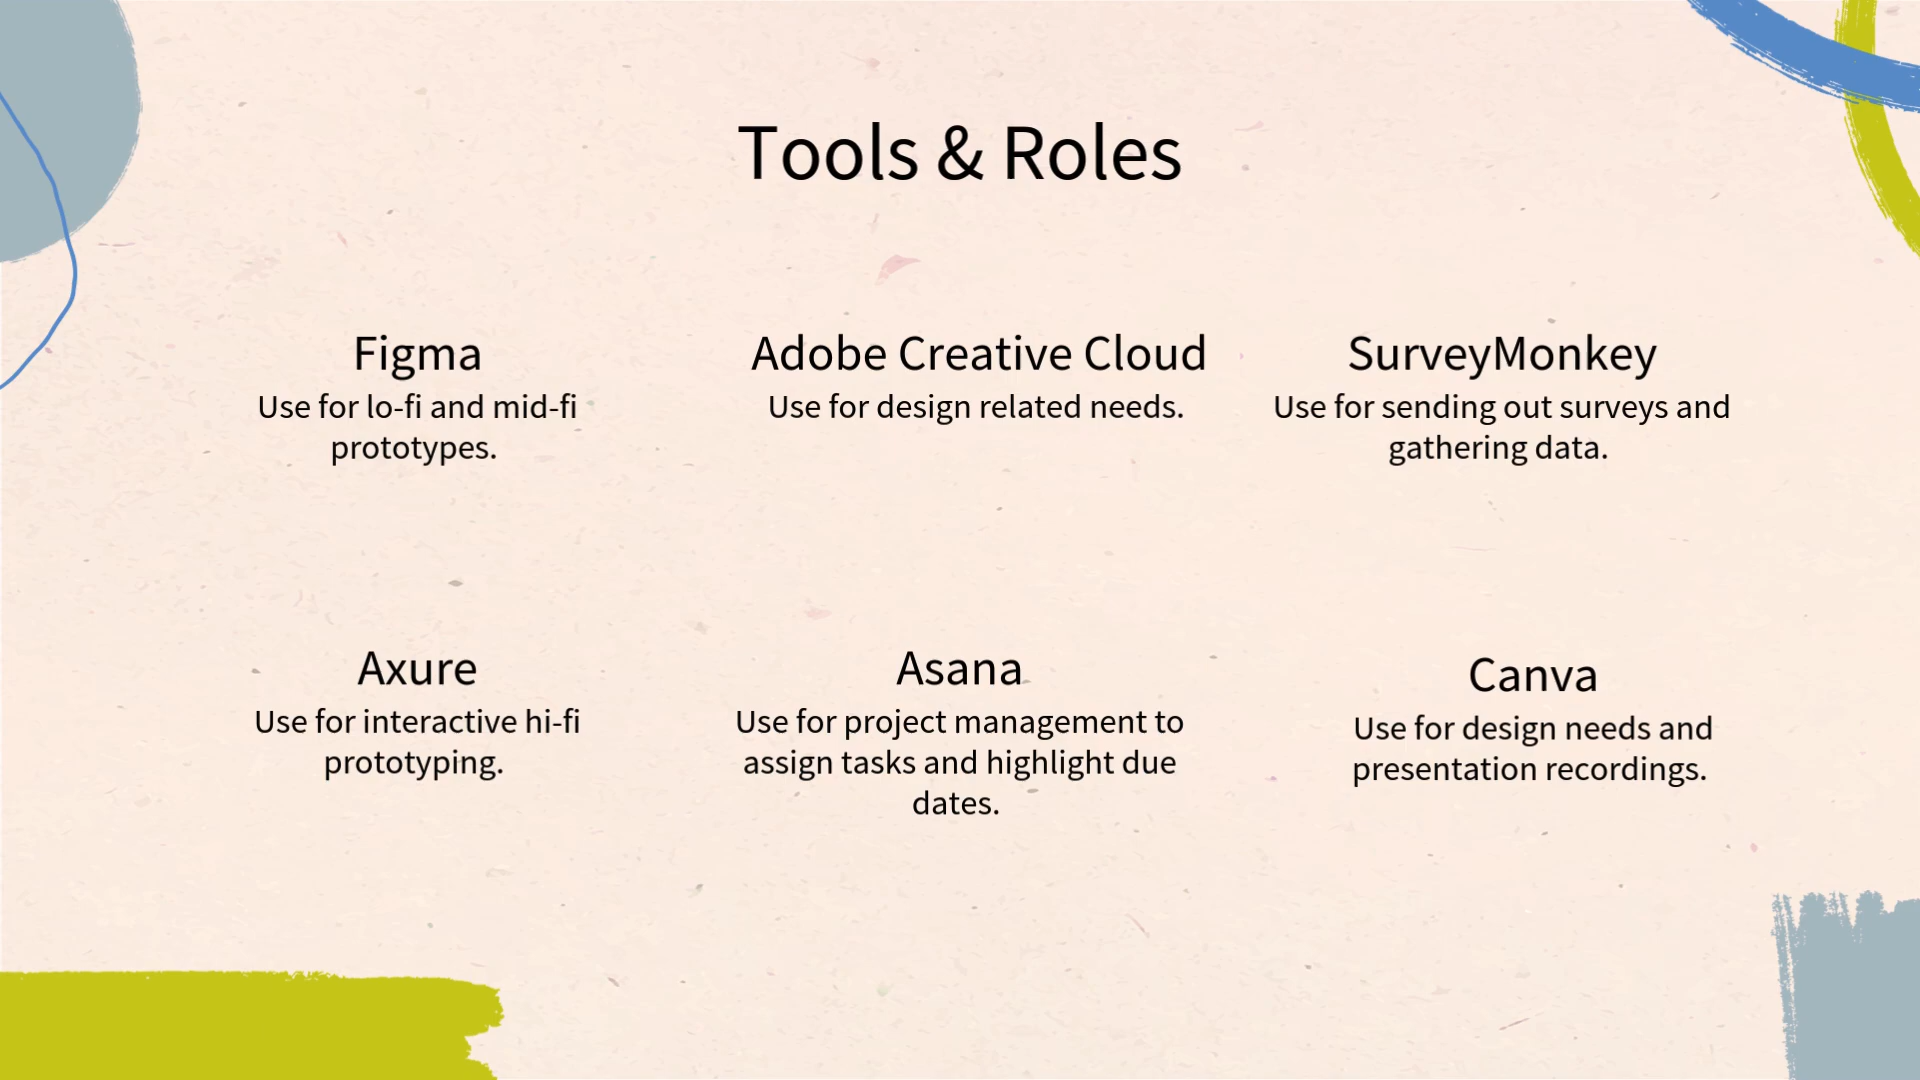 Tools & Roles
Figma
Use for lo-fi and mid-fi
prototypes.
Adobe Creative Cloud
Use for design related needs.
SurveyMonkey
Use for sending out surveys and
gathering data.
Axure
Use for interactive hi-fi
prototyping.
Asana
Use for project management to
assign tasks and highlight due
dates.
Canva
Use for design needs and
presentation recordings.